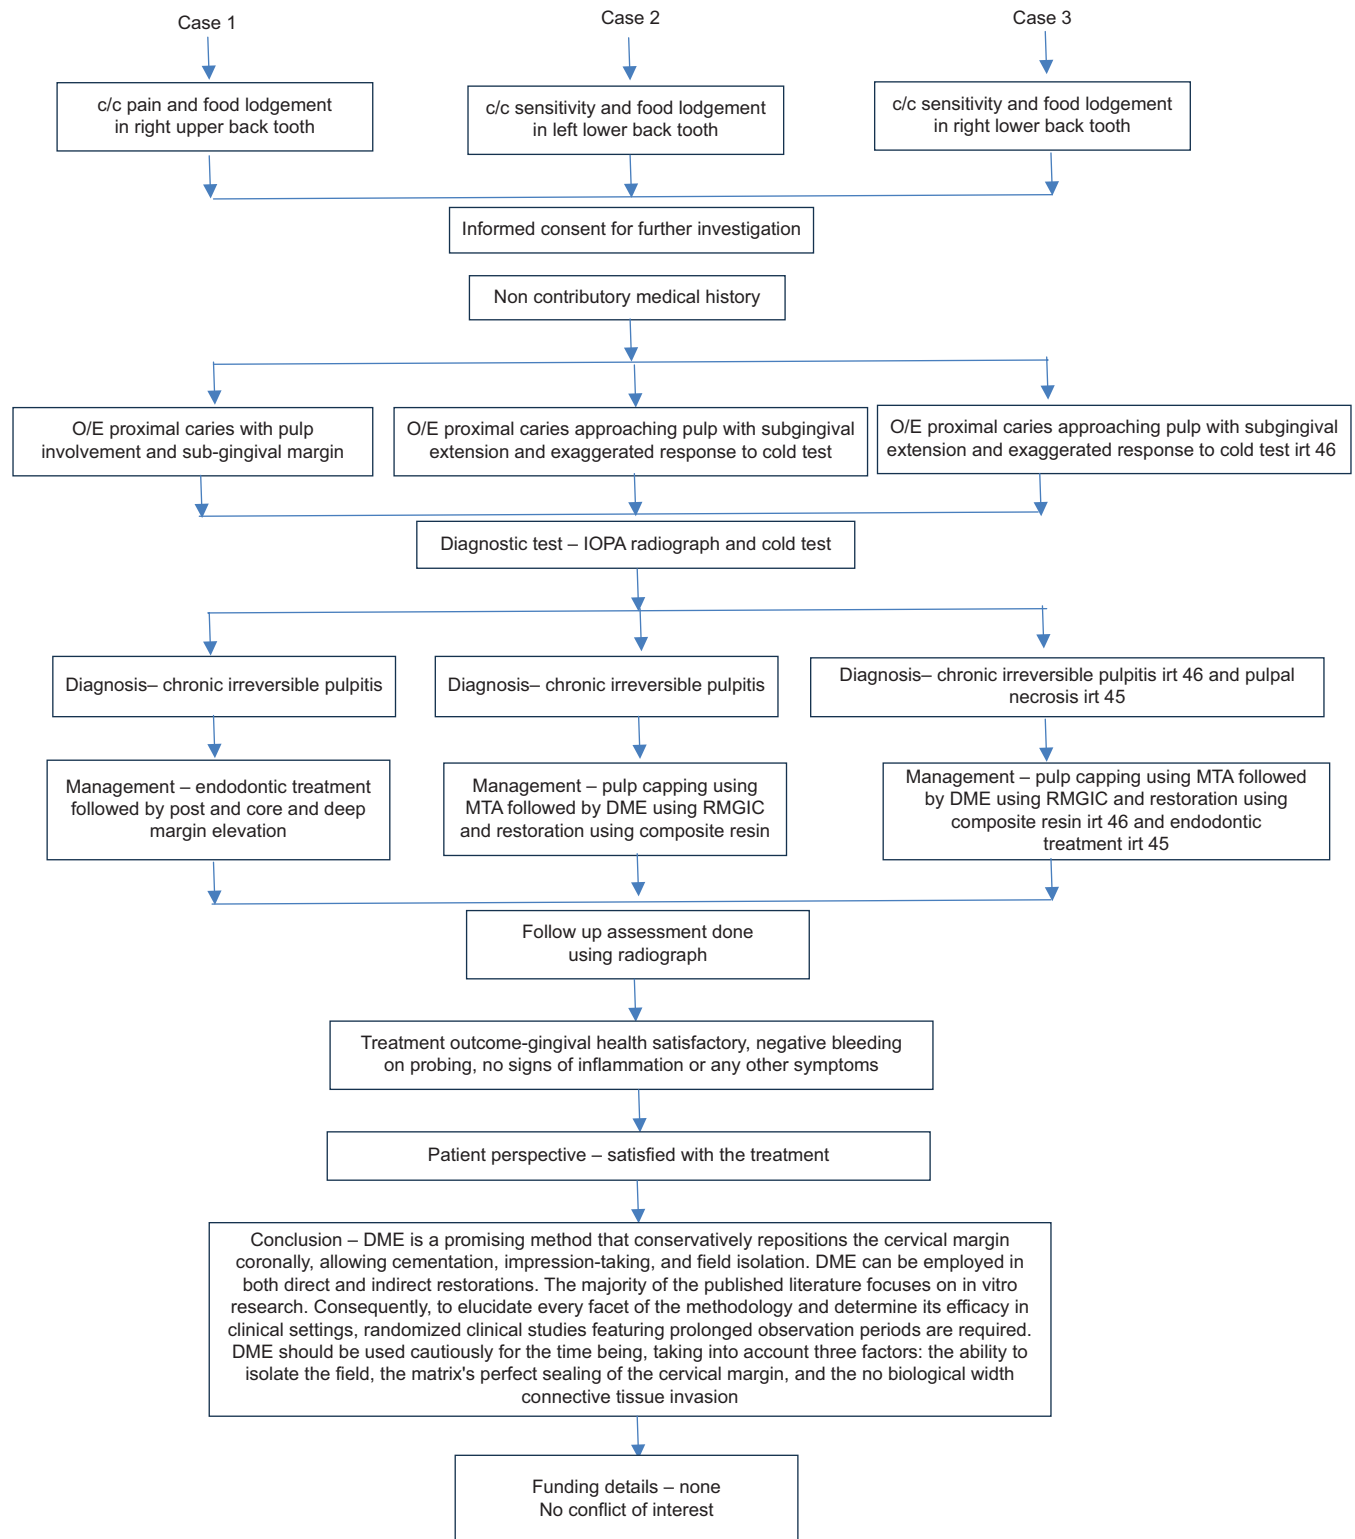 Case 1
Case 2
Case 3
c/c pain and food lodgement
in right upper back tooth
c/c sensitivity and food lodgement
in left lower back tooth
c/c sensitivity and food lodgement
in right lower back tooth
Informed consent for further investigation
Non contributory medical history
O/E proximal caries with pulp
involvement and sub-gingival margin
O/E proximal caries approaching pulp with subgingival
extension and exaggerated response to cold test
O/E proximal caries approaching pulp with subgingival
extension and exaggerated response to cold test irt 46
Diagnostic test – IOPA radiograph and cold test
Diagnosis– chronic irreversible pulpitis
Diagnosis– chronic irreversible pulpitis
Diagnosis– chronic irreversible pulpitis irt 46 and pulpal
necrosis irt 45
Management – endodontic treatment
followed by post and core and deep
margin elevation
Management – pulp capping using
MTA followed by DME using RMGIC
and restoration using composite resin
Management – pulp capping using MTA followed
by DME using RMGIC and restoration using
composite resin irt 46 and endodontic
treatment irt 45
Follow up assessment done
using radiograph
Treatment outcome-gingival health satisfactory, negative bleeding
on probing, no signs of inflammation or any other symptoms
Patient perspective – satisfied with the treatment
Conclusion – DME is a promising method that conservatively repositions the cervical margin
coronally, allowing cementation, impression-taking, and field isolation. DME can be employed in
both direct and indirect restorations. The majority of the published literature focuses on in vitro
research. Consequently, to elucidate every facet of the methodology and determine its efficacy in
clinical settings, randomized clinical studies featuring prolonged observation periods are required.
DME should be used cautiously for the time being, taking into account three factors: the ability to
isolate the field, the matrix's perfect sealing of the cervical margin, and the no biological width
connective tissue invasion
Funding details – none
No conflict of interest